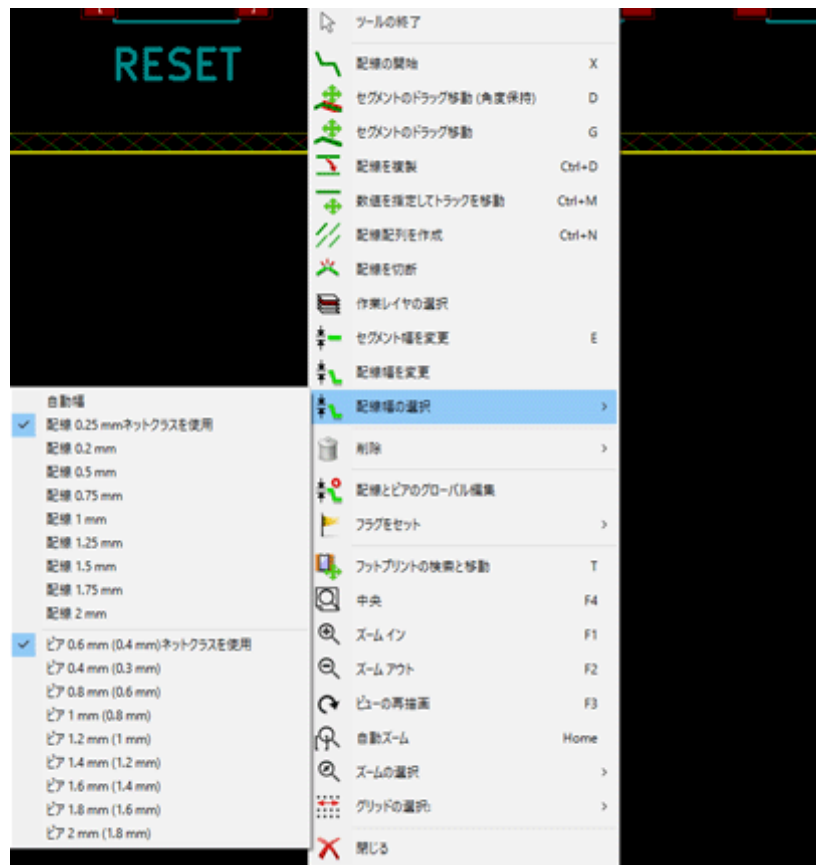 RESET
ツールの終了
配線の開始 X
セグメントのドラッグ移動 (角度保持) D
セグメントのドラッグ移動 G
配線を複製 Ctrl+D
数値を指定してトラックを移動 Ctrl+M
配線配列を作成 Ctrl+N
配線を切断
作業レイヤの選択
セグメント幅を変更 E
配線幅を変更
配線幅の選択
削除
配線とビアのグローバル編集
フラグをセット
フットプリントの検索と移動 T
中央 F4
ズーム イン F1
ズーム アウト F2
ビューの再描画 F3
自動ズーム Home
ズームの選択
グリッドの選択:
閉じる
自動幅
配線 0.25 mmネットクラスを使用
配線 0.2 mm
配線 0.5 mm
配線 0.75 mm
配線 1 mm
配線 1.25 mm
配線 1.5 mm
配線 1.75 mm
配線 2 mm
ビア 0.6 mm (0.4 mm)ネットクラスを使用
ビア 0.4 mm (0.3 mm)
ビア 0.8 mm (0.6 mm)
ビア 1 mm (0.8 mm)
ビア 1.2 mm (1 mm)
ビア 1.4 mm (1.2 mm)
ビア 1.6 mm (1.4 mm)
ビア 1.8 mm (1.6 mm)
ビア 2 mm (1.8 mm)